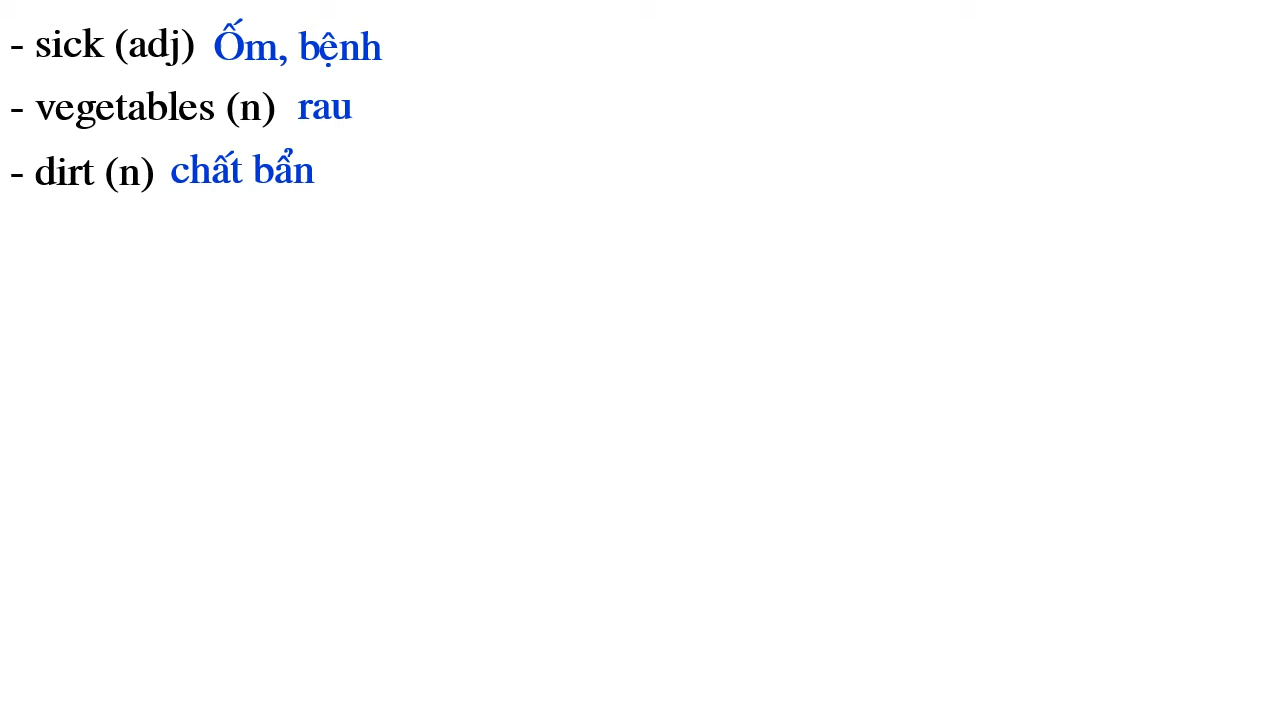 - sick (adj) Ốm, bệnh
- vegetables (n) rau
- dirt (n) chất bẩn